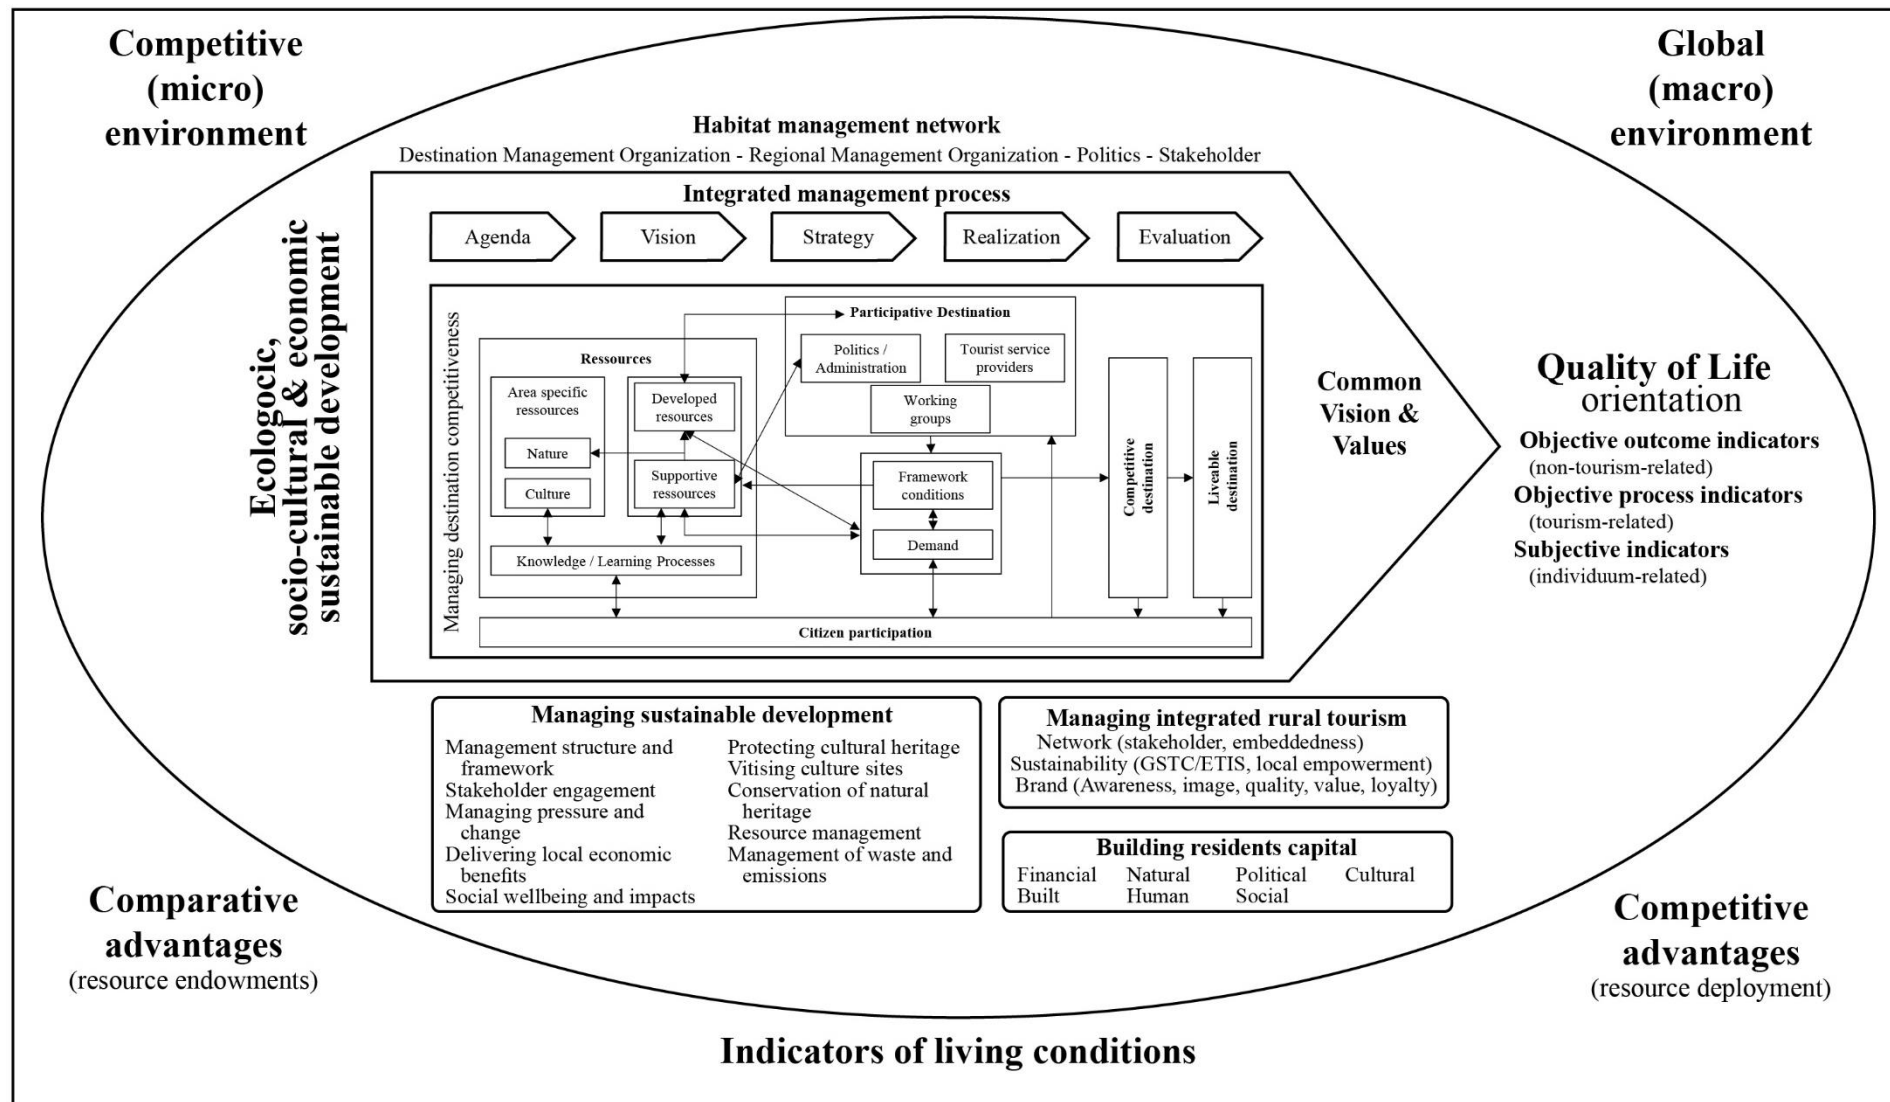 Competitive
(micro)
environment
Global
(macro)
environment
Habitat management network
Destination Management Organization - Regional Management Organization - Politics - Stakeholder
Integrated management process
Agenda
Vision
Strategy
Realization
Evaluation
Ecologocic,
socio-cultural & economic
sustainable development
Managing destination competitiveness
Ressources
Area specific
ressources
Nature
Culture
Developed
resources
Supportive
ressources
Knowledge / Learning Processes
Participative Destination
Politics /
Administration
Tourist service
providers
Working
groups
Framework
conditions
Demand
Competitive
destination
Liveable
destination
Citizen participation
Common
Vision &
Values
Quality of Life
orientation
Objective outcome indicators
(non-tourism-related)
Objective process indicators
(tourism-related)
Subjective indicators
(individuum-related)
Managing sustainable development
Management structure and
framework
Stakeholder engagement
Managing pressure and
change
Delivering local economic
benefits
Social wellbeing and impacts
Protecting cultural heritage
Vitising culture sites
Conservation of natural
heritage
Resource management
Management of waste and
emissions
Managing integrated rural tourism
Network (stakeholder, embeddedness)
Sustainability (GSTC/ETIS, local empowerment)
Brand (Awareness, image, quality, value, loyalty)
Building residents capital
Financial Natural Political Cultural
Built Human Social
Comparative
advantages
(resource endowments)
Competitive
advantages
(resource deployment)
Indicators of living conditions